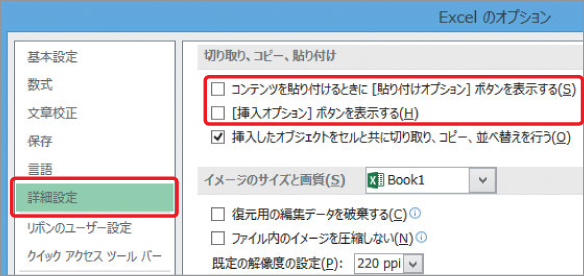 Excel のオプション
基本設定
数式
文章校正
保存
言語
詳細設定
リボンのユーザー設定
クイック アクセス ツール バー
切り取り、コピー、貼り付け
コンテンツを貼り付けるときに [貼り付けオプション] ボタンを表示する(S)
[挿入オプション] ボタンを表示する(H)
挿入したオブジェクトをセルと共に切り取り、コピー、並べ替えを行う(O)
イメージのサイズと画質(S) Book1
復元用の編集データを破棄する(C)
ファイル内のイメージを圧縮しない(N)
既定の解像度の設定(P): 220 ppi